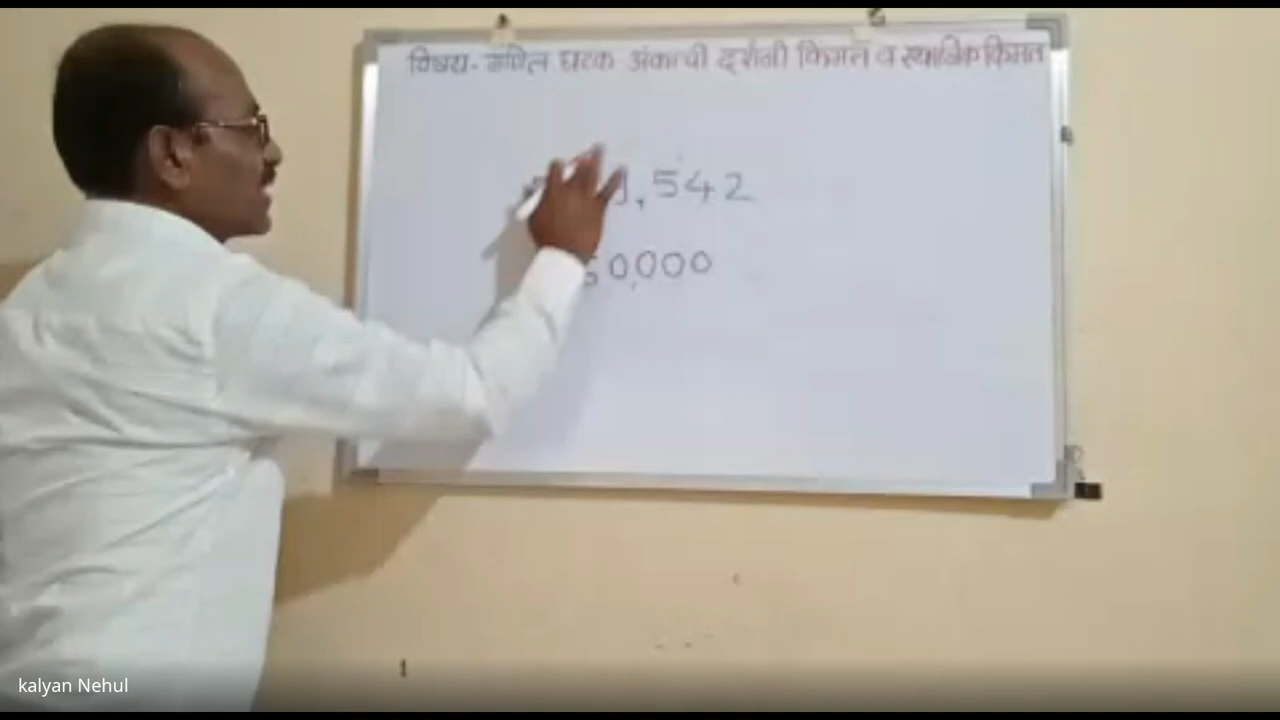 विषय- गणित घटक अंकाची दर्शनी किंमत व स्थानिक किंमत
,542
0,000
kalyan Nehul